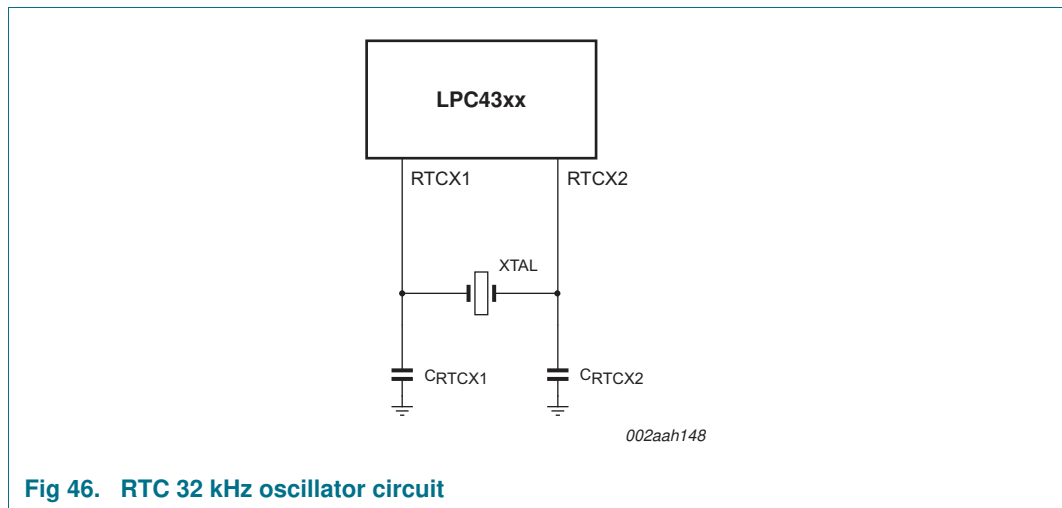 LPC43xx
RTCX1 RTCX2
XTAL
CRTCX1 CRTCX2
002aah148
Fig 46. RTC 32 kHz oscillator circuit